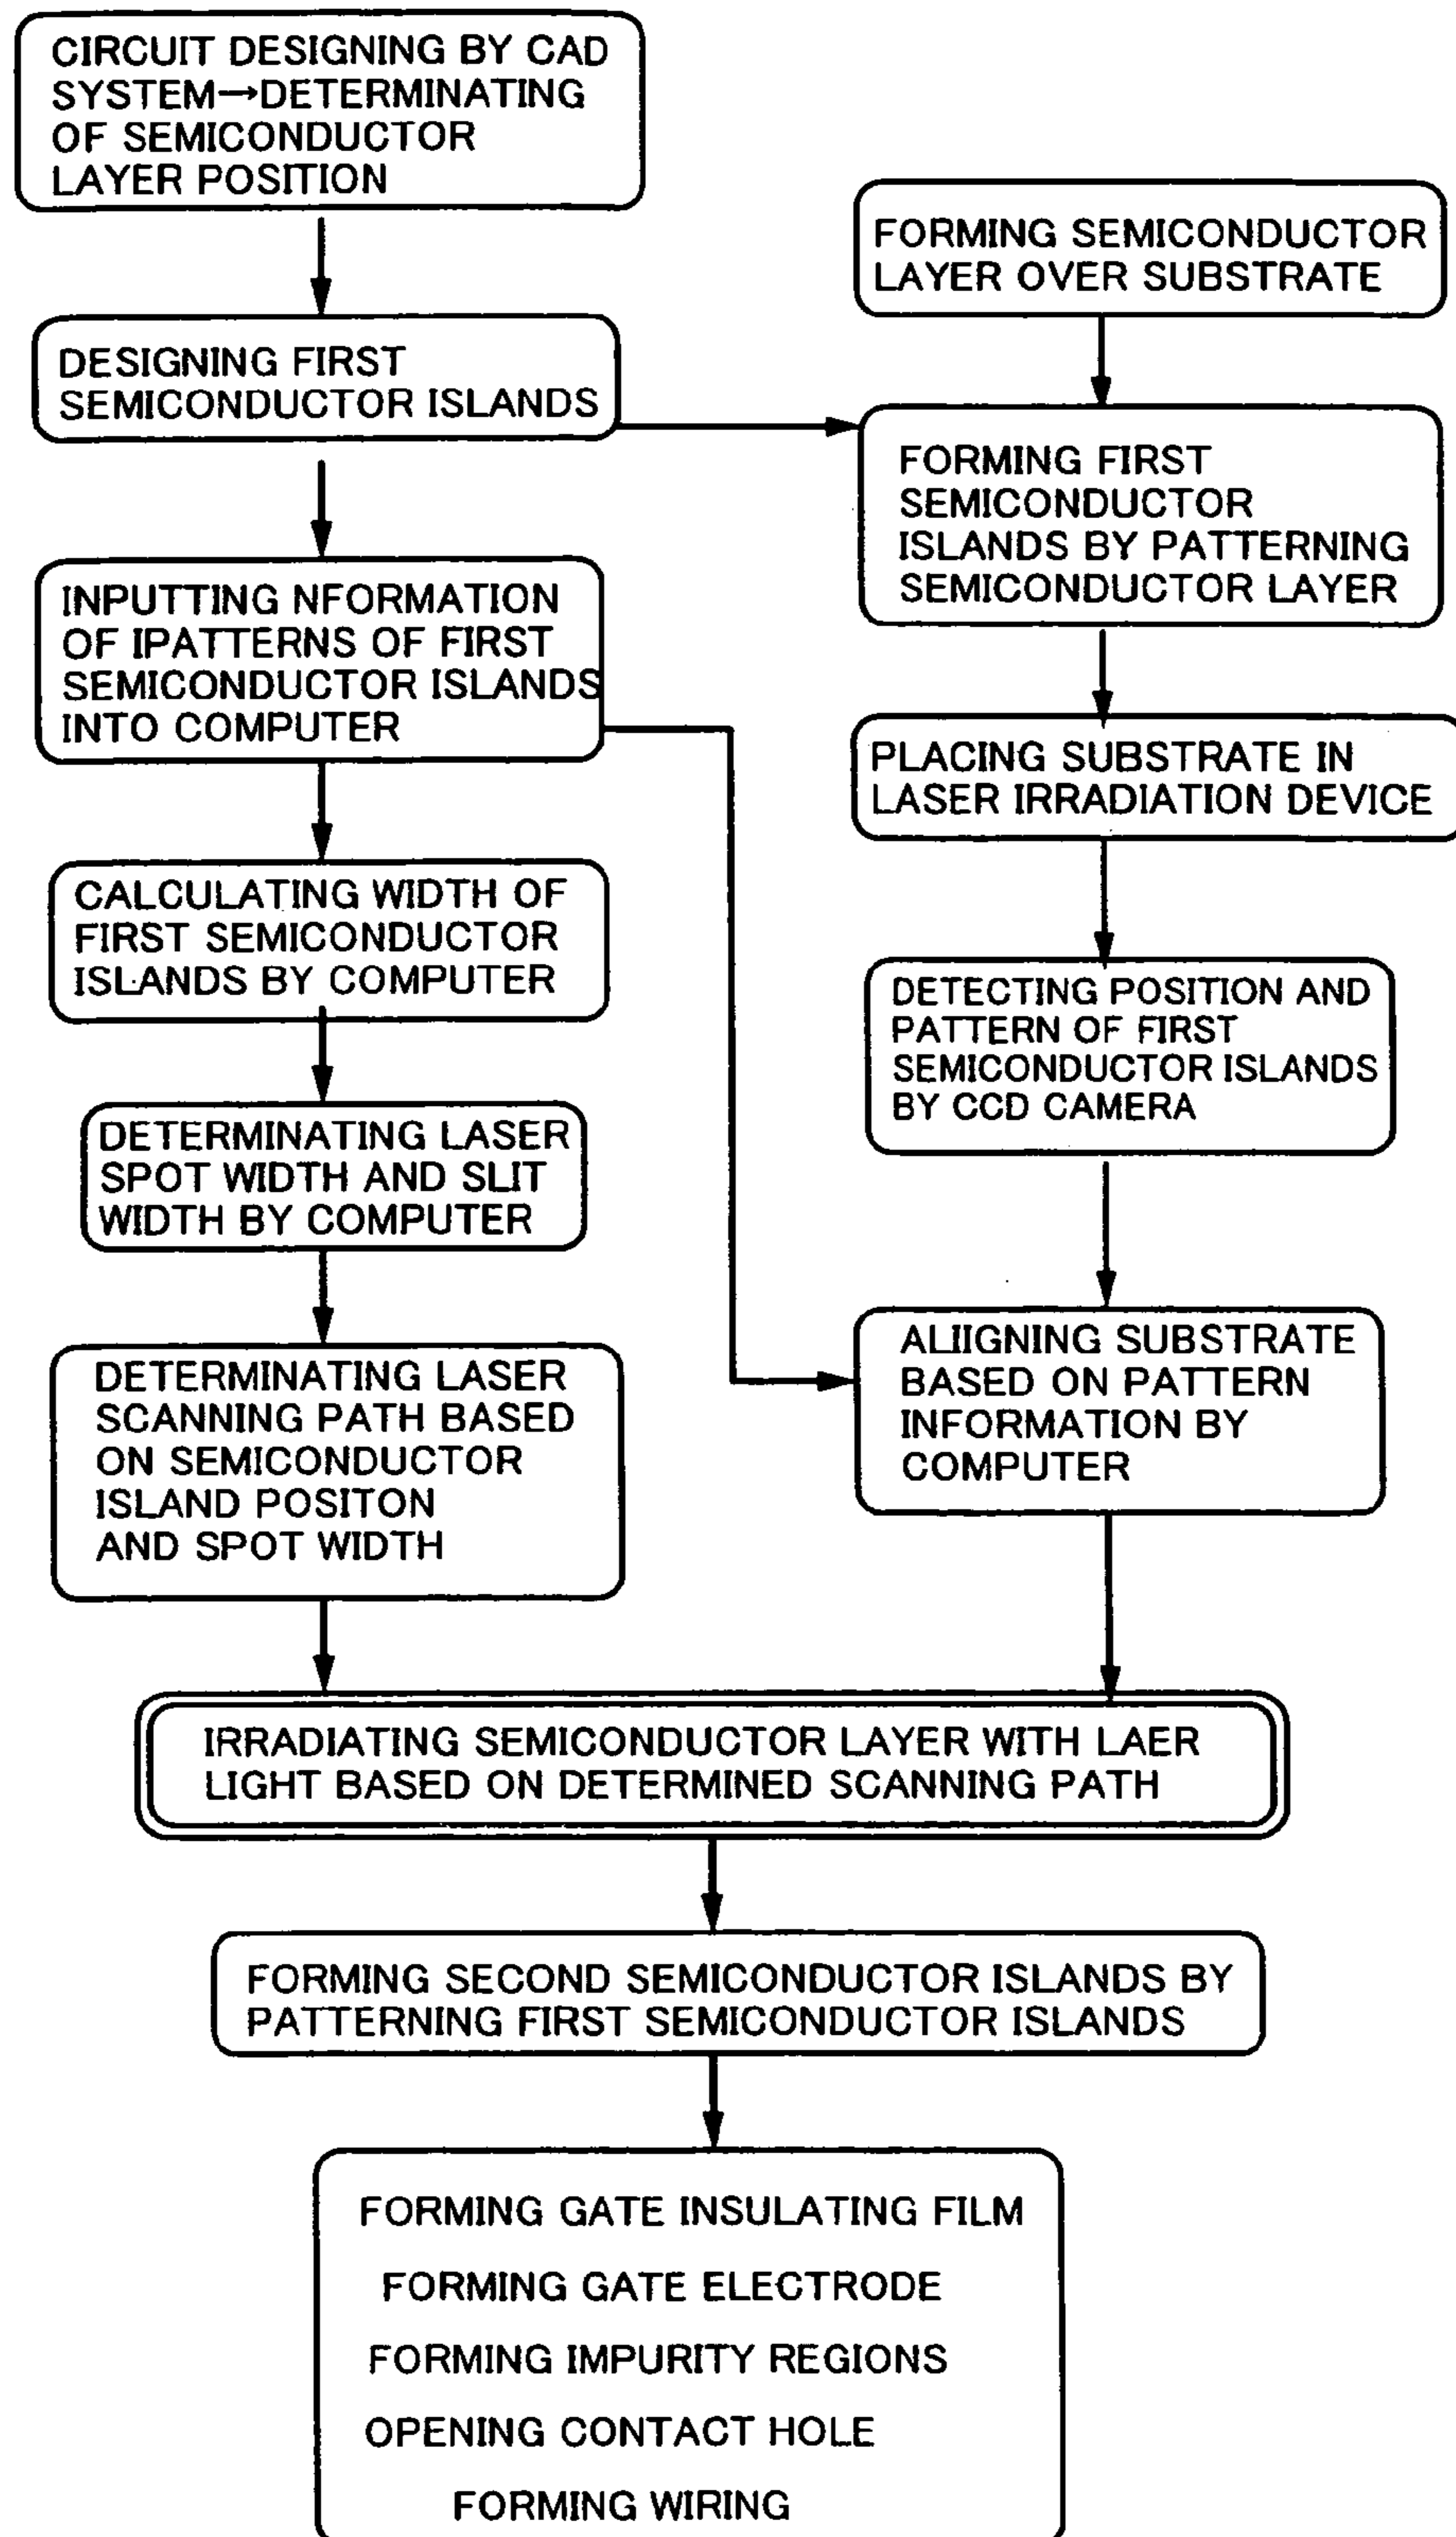 CIRCUIT DESIGNING BY CAD
SYSTEM→DETERMINATING
OF SEMICONDUCTOR
LAYER POSITION
DESIGNING FIRST
SEMICONDUCTOR ISLANDS
INPUTTING NFORMATION
OF IPATTERNS OF FIRST
SEMICONDUCTOR ISLANDS
INTO COMPUTER
CALCULATING WIDTH OF
FIRST SEMICONDUCTOR
ISLANDS BY COMPUTER
DETERMINATING LASER
SPOT WIDTH AND SLIT
WIDTH BY COMPUTER
DETERMINATING LASER
SCANNING PATH BASED
ON SEMICONDUCTOR
ISLAND POSITON
AND SPOT WIDTH
FORMING SEMICONDUCTOR
LAYER OVER SUBSTRATE
FORMING FIRST
SEMICONDUCTOR
ISLANDS BY PATTERNING
SEMICONDUCTOR LAYER
PLACING SUBSTRATE IN
LASER IRRADIATION DEVICE
DETECTING POSITION AND
PATTERN OF FIRST
SEMICONDUCTOR ISLANDS
BY CCD CAMERA
ALIIGNING SUBSTRATE
BASED ON PATTERN
INFORMATION BY
COMPUTER
IRRADIATING SEMICONDUCTOR LAYER WITH LAER
LIGHT BASED ON DETERMINED SCANNING PATH
FORMING SECOND SEMICONDUCTOR ISLANDS BY
PATTERNING FIRST SEMICONDUCTOR ISLANDS
FORMING GATE INSULATING FILM
FORMING GATE ELECTRODE
FORMING IMPURITY REGIONS
OPENING CONTACT HOLE
FORMING WIRING